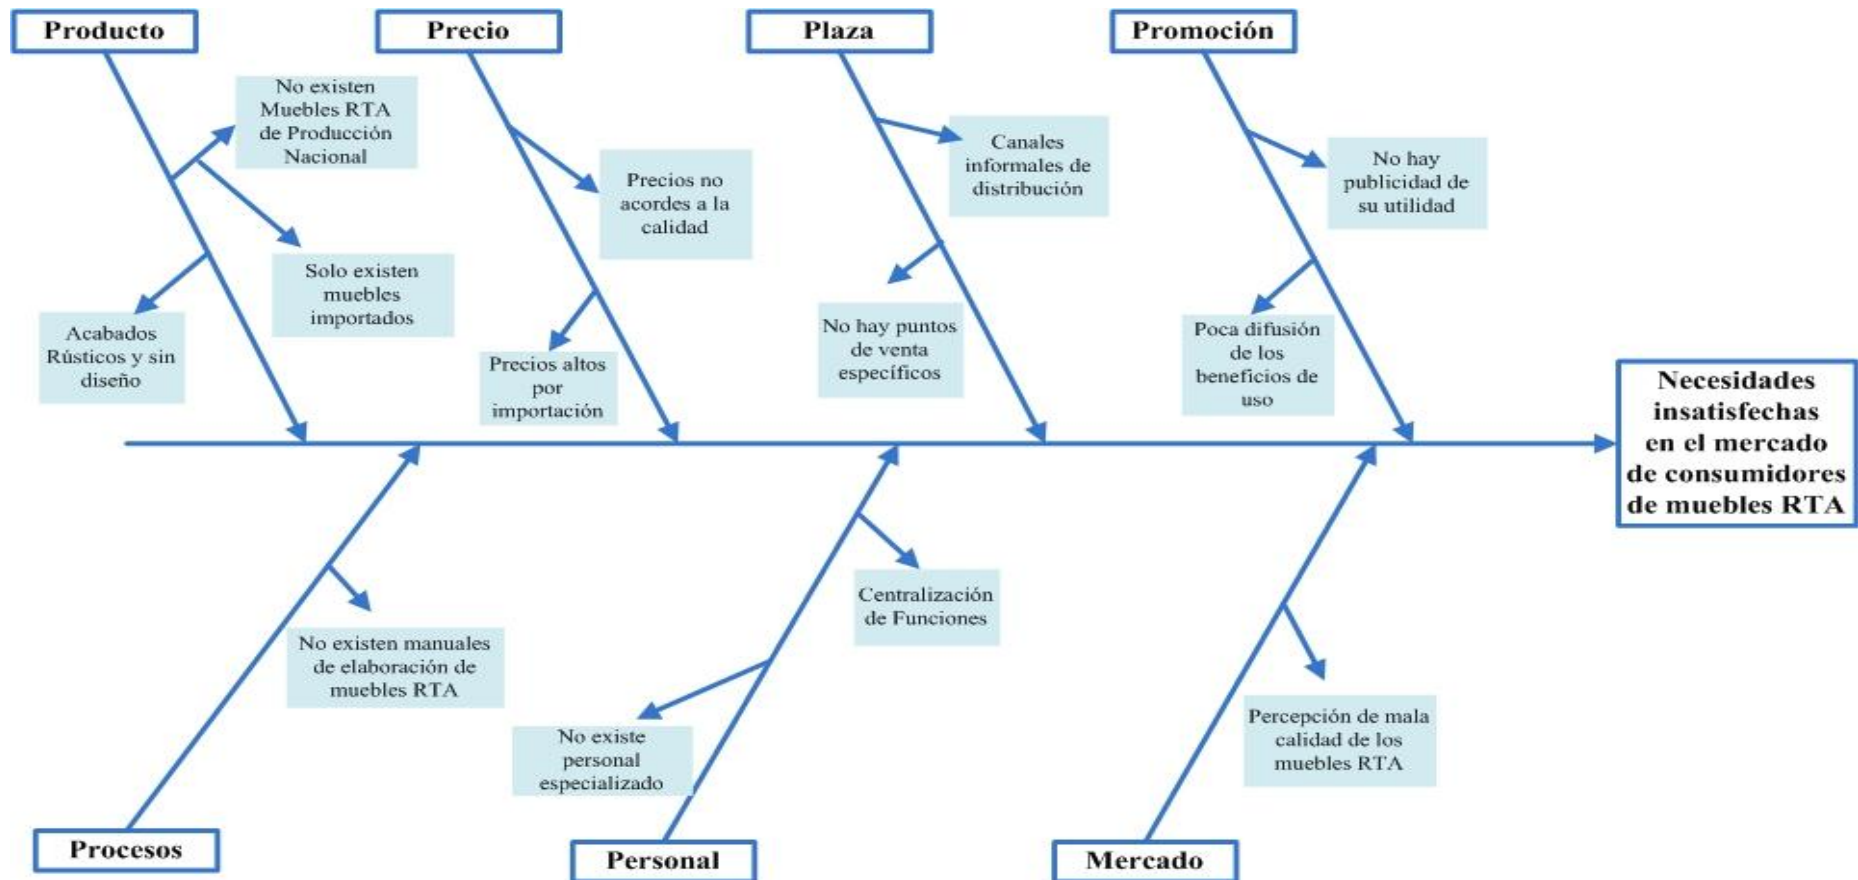 Producto
Precio
Plaza
Promoción
No existen
Muebles RTA
de Producción
Nacional
Solo existen
muebles
importados
Acabados
Rústicos y sin
diseño
Precios no
acordes a la
calidad
Precios altos
por
importación
Canales
informales de
distribución
No hay puntos
de venta
específicos
No hay
publicidad de
su utilidad
Poca difusión
de los
beneficios de
uso
Necesidades
insatisfechas
en el mercado
de consumidores
de muebles RTA
No existen manuales
de elaboración de
muebles RTA
Centralización
de Funciones
No existe
personal
especializado
Percepción de mala
calidad de los
muebles RTA
Procesos
Personal
Mercado